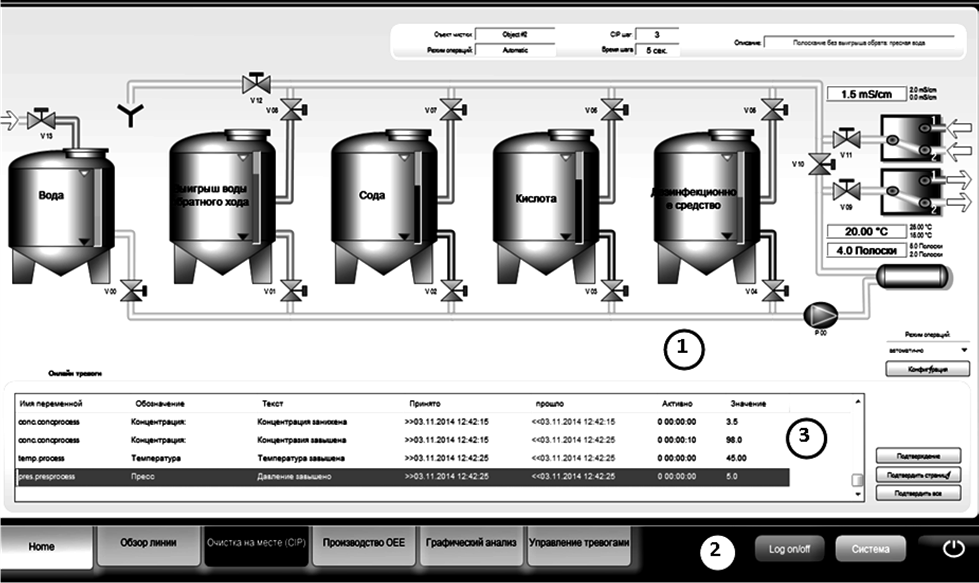 Объект чистки: Object #2 CIP шаг 3
Описание: Полоскание без выигрыша обрата. пресная вода
Режим операций: Automatic Время шага 5 сек.
V 12
1.5 mS/cm 2.0 mS/cm
0.0 mS/cm
V 13 V 07 V 06 V 08
1
V 11 2
V 10
Вода Выигрыш воды Сода Кислота Дезинфекционно
обратного хода е средство
1
V 09 2
20.00 °C 25.00 °C
15.00 °C
4.0 Полоски 5.0 Полоски
2.0 Полоски
V 00 V 01 V 02 V 03 V 04
P 00
1
Режим операций:
автоматично
Конфигурация
Онлайн тревоги
Имя переменной Обозначение Текст Принято прошло Активно Значение
conc.concprocess Концентрация: Концентрация занижена >>03.11.2014 12:42:15 <<03.11.2014 12:42:15 0 00:00:00 3.5
conc.concprocess Концентрация: Концентразия завышена >>03.11.2014 12:42:15 <<03.11.2014 12:42:25 0 00:00:10 98.0
3
temp.process Температура Температура завышена >>03.11.2014 12:42:25 <<03.11.2014 12:42:25 0 00:00:00 45.00
pres.presprocess Пресс Давление завышено >>03.11.2014 12:42:25 <<03.11.2014 12:42:25 0 00:00:00 5.0
Подтверждение
Подтвердить страницу
Подтвердить все
Home Обзор линии Очистка на месте (CIP) Производство OEE Графический анализ Управление тревогами 2 Log on/off Система